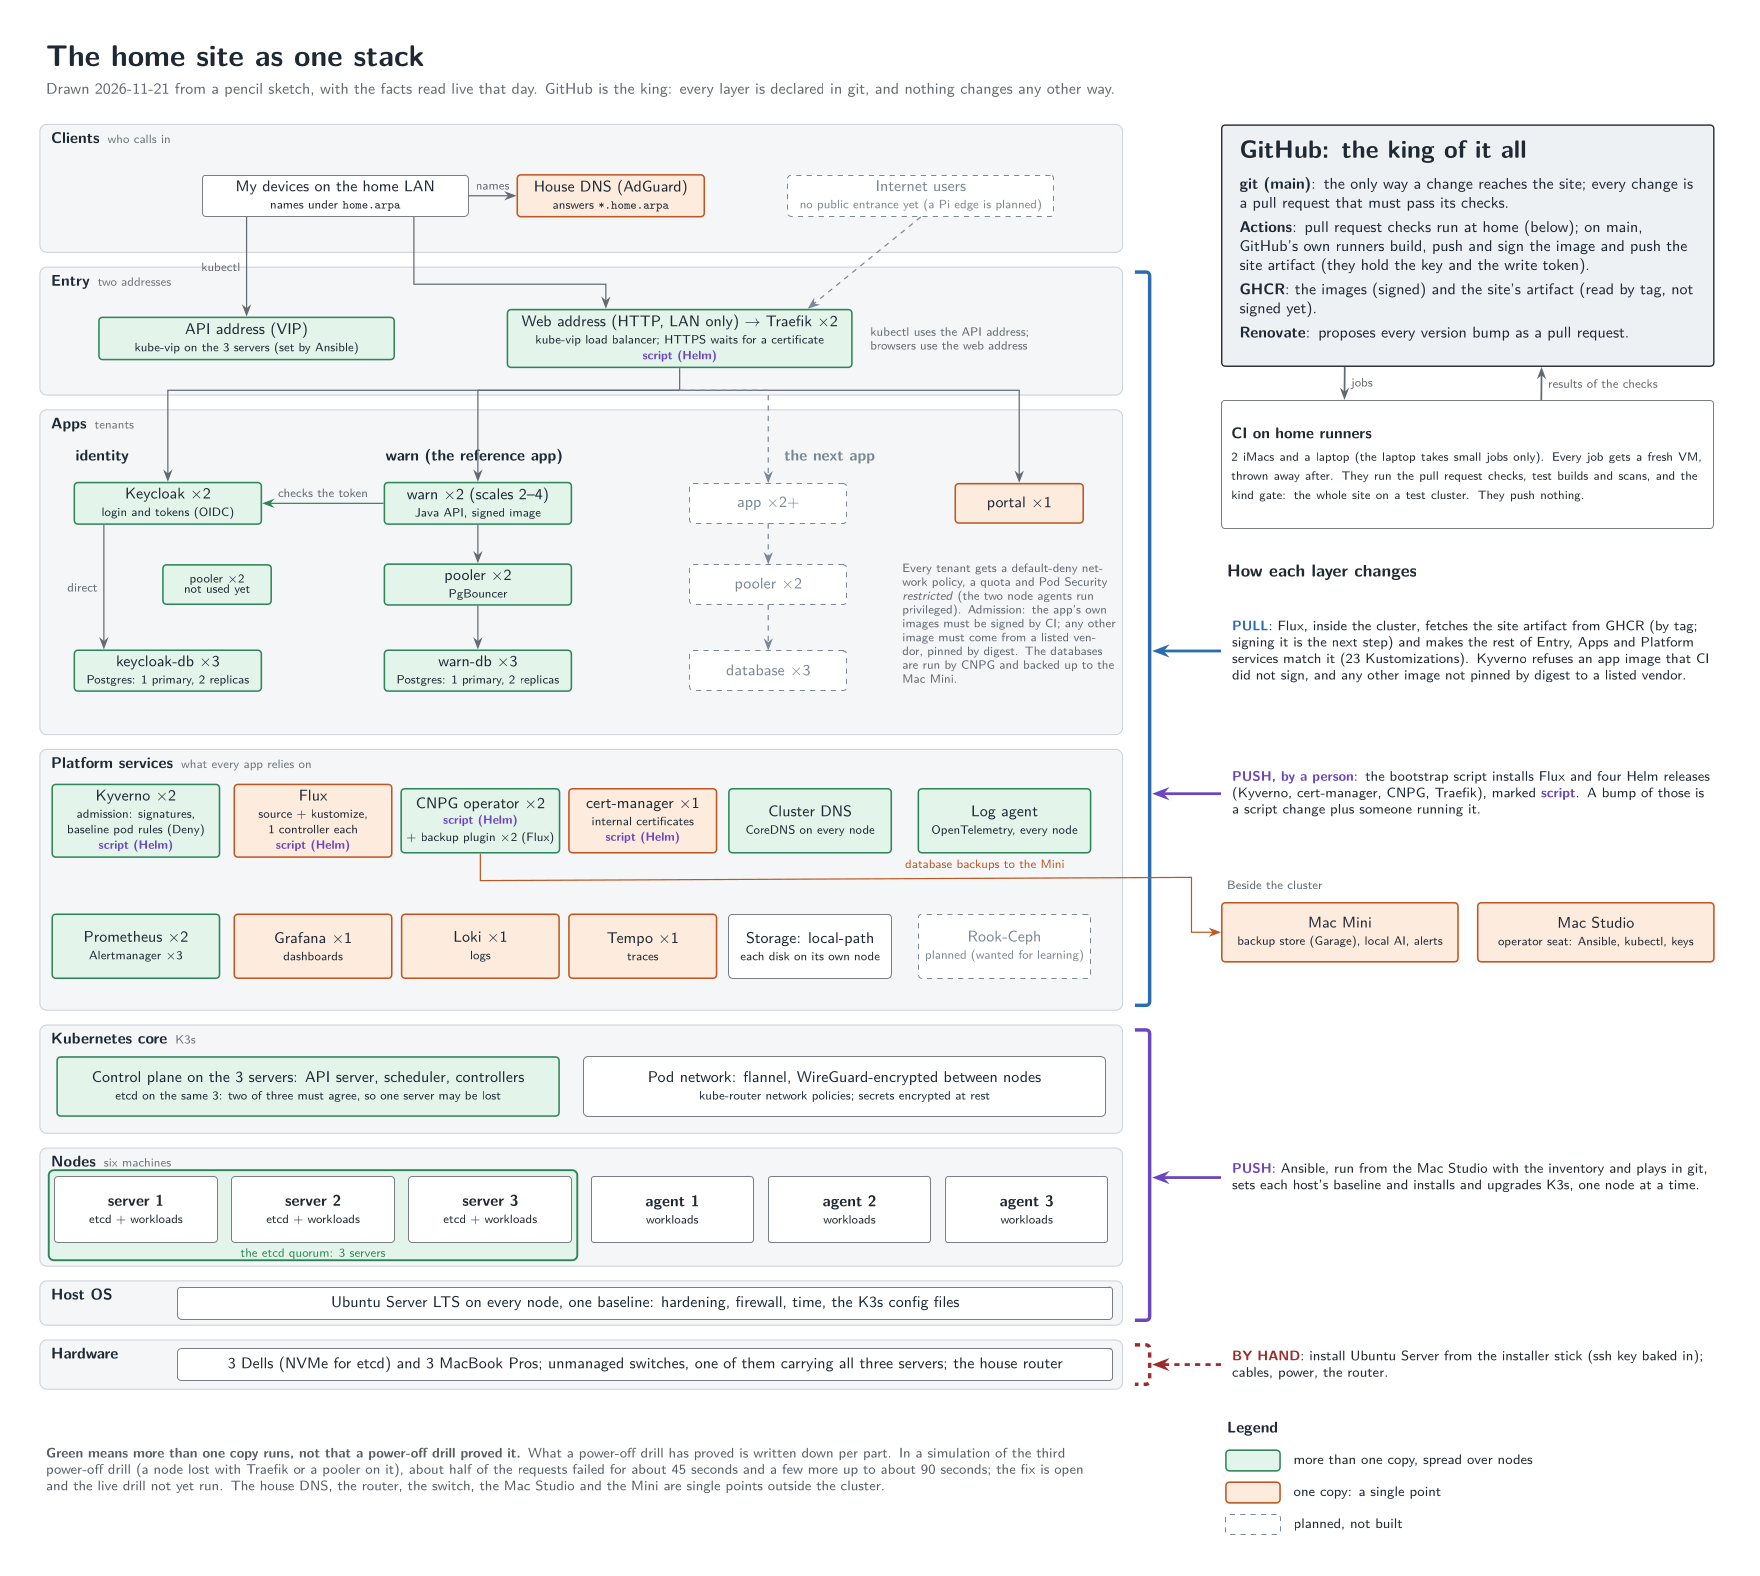 The home site as one stack
Drawn 2026-11-21 from a pencil sketch, with the facts read live that day. GitHub is the king: every layer is declared in git, and nothing changes any other way.
Clients who calls in
My devices on the home LAN
names under home.arpa
names
House DNS (AdGuard)
answers *.home.arpa
Internet users
no public entrance yet (a Pi edge is planned)
kubectl
Entry two addresses
API address (VIP)
kube-vip on the 3 servers (set by Ansible)
Web address (HTTP, LAN only) → Traefik ×2
kube-vip load balancer; HTTPS waits for a certificate
script (Helm)
kubectl uses the API address;
browsers use the web address
Apps tenants
identity
warn (the reference app)
the next app
Keycloak ×2
login and tokens (OIDC)
checks the token
warn ×2 (scales 2–4)
Java API, signed image
app ×2+
portal ×1
direct
pooler ×2
not used yet
pooler ×2
PgBouncer
pooler ×2
keycloak-db ×3
Postgres: 1 primary, 2 replicas
warn-db ×3
Postgres: 1 primary, 2 replicas
database ×3
Every tenant gets a default-deny net-
work policy, a quota and Pod Security
restricted (the two node agents run
privileged). Admission: the app's own
images must be signed by CI; any other
image must come from a listed ven-
dor, pinned by digest. The databases
are run by CNPG and backed up to the
Mac Mini.
Platform services what every app relies on
Kyverno ×2
admission: signatures,
baseline pod rules (Deny)
script (Helm)
Flux
source + kustomize,
1 controller each
script (Helm)
CNPG operator ×2
script (Helm)
+ backup plugin ×2 (Flux)
cert-manager ×1
internal certificates
script (Helm)
Cluster DNS
CoreDNS on every node
Log agent
OpenTelemetry, every node
database backups to the Mini
Prometheus ×2
Alertmanager ×3
Grafana ×1
dashboards
Loki ×1
logs
Tempo ×1
traces
Storage: local-path
each disk on its own node
Rook-Ceph
planned (wanted for learning)
Kubernetes core K3s
Control plane on the 3 servers: API server, scheduler, controllers
etcd on the same 3: two of three must agree, so one server may be lost
Pod network: flannel, WireGuard-encrypted between nodes
kube-router network policies; secrets encrypted at rest
Nodes six machines
server 1
etcd + workloads
server 2
etcd + workloads
server 3
etcd + workloads
agent 1
workloads
agent 2
workloads
agent 3
workloads
the etcd quorum: 3 servers
Host OS
Ubuntu Server LTS on every node, one baseline: hardening, firewall, time, the K3s config files
Hardware
3 Dells (NVMe for etcd) and 3 MacBook Pros; unmanaged switches, one of them carrying all three servers; the house router
Green means more than one copy runs, not that a power-off drill proved it. What a power-off drill has proved is written down per part. In a simulation of the third
power-off drill (a node lost with Traefik or a pooler on it), about half of the requests failed for about 45 seconds and a few more up to about 90 seconds; the fix is open
and the live drill not yet run. The house DNS, the router, the switch, the Mac Studio and the Mini are single points outside the cluster.
GitHub: the king of it all
git (main): the only way a change reaches the site; every change is
a pull request that must pass its checks.
Actions: pull request checks run at home (below); on main,
GitHub's own runners build, push and sign the image and push the
site artifact (they hold the key and the write token).
GHCR: the images (signed) and the site's artifact (read by tag, not
signed yet).
Renovate: proposes every version bump as a pull request.
jobs
results of the checks
CI on home runners
2 iMacs and a laptop (the laptop takes small jobs only). Every job gets a fresh VM,
thrown away after. They run the pull request checks, test builds and scans, and the
kind gate: the whole site on a test cluster. They push nothing.
How each layer changes
PULL: Flux, inside the cluster, fetches the site artifact from GHCR (by tag;
signing it is the next step) and makes the rest of Entry, Apps and Platform
services match it (23 Kustomizations). Kyverno refuses an app image that CI
did not sign, and any other image not pinned by digest to a listed vendor.
PUSH, by a person: the bootstrap script installs Flux and four Helm releases
(Kyverno, cert-manager, CNPG, Traefik), marked script. A bump of those is
a script change plus someone running it.
Beside the cluster
Mac Mini
backup store (Garage), local AI, alerts
Mac Studio
operator seat: Ansible, kubectl, keys
PUSH: Ansible, run from the Mac Studio with the inventory and plays in git,
sets each host's baseline and installs and upgrades K3s, one node at a time.
BY HAND: install Ubuntu Server from the installer stick (ssh key baked in);
cables, power, the router.
Legend
more than one copy, spread over nodes
one copy: a single point
planned, not built